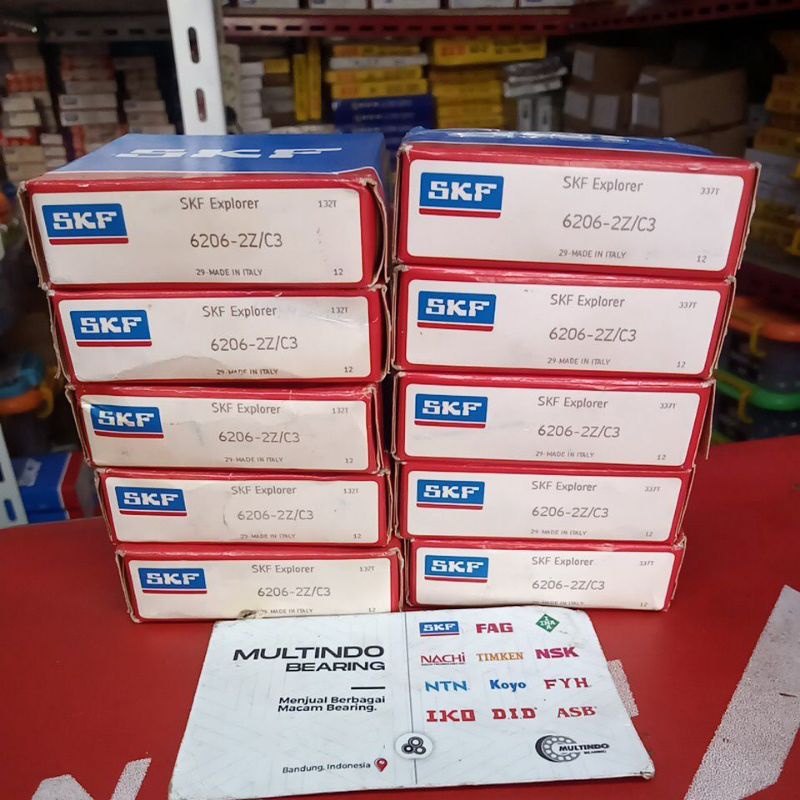 SKF
SKF
SKF Explorer
132T
6206-2Z/C3
29-MADE IN ITALY
12
SKF
SKF Explorer
132T
6206-2Z/C3
29-MADE IN ITALY
12
SKF
SKF Explorer
132T
6206-2Z/C3
29-MADE IN ITALY
12
SKF
SKF Explorer
132T
6206-2Z/C3
29-MADE IN ITALY
12
SKF
SKF Explorer
132T
6206-2Z/C3
29-MADE IN ITALY
12
SKF
SKF Explorer
337T
6206-2Z/C3
29-MADE IN ITALY
12
SKF
SKF Explorer
337T
6206-2Z/C3
29-MADE IN ITALY
12
SKF
SKF Explorer
337T
6206-2Z/C3
29-MADE IN ITALY
12
SKF
SKF Explorer
337T
6206-2Z/C3
29-MADE IN ITALY
12
SKF
SKF Explorer
337T
6206-2Z/C3
29-MADE IN ITALY
12
MULTINDO
BEARING
Menjual Berbagai
Macam Bearing.
Bandung, Indonesia
SKF FAG INA
NACHI TIMKEN NSK
NTN Koyo FYH
IKO D.I.D ASB
MULTINDO
BEARING